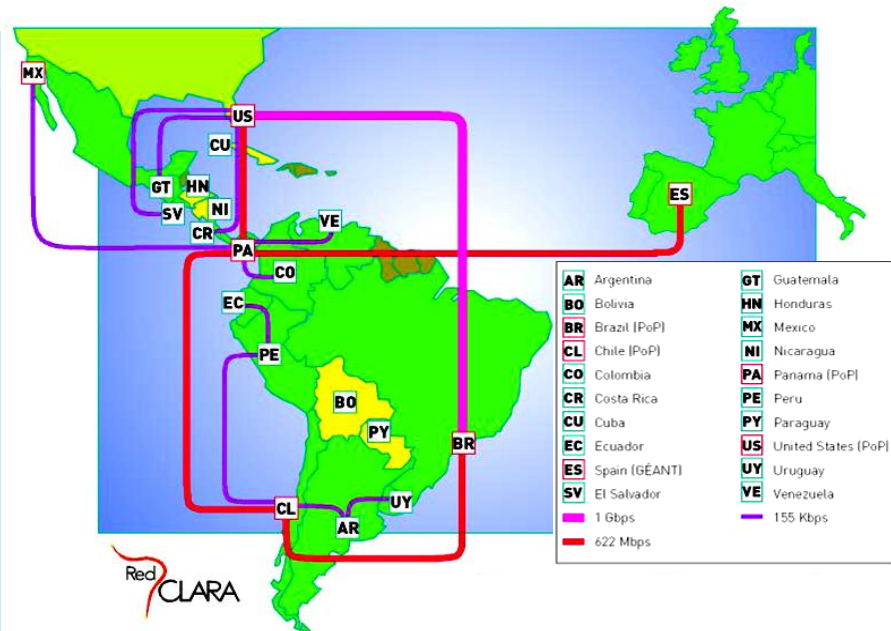 MX
US
CU
GT
HN
SV
NI
CR
VE
PA
CO
EC
PE
BO
PY
BR
CL
UY
AR
ES
AR Argentina
BO Bolivia
BR Brazil (PoP)
CL Chile (PoP)
CO Colombia
CR Costa Rica
CU Cuba
EC Ecuador
ES Spain (GÉANT)
SV El Salvador
1 Gbps
622 Mbps
GT Guatemala
HN Honduras
MX Mexico
NI Nicaragua
PA Panama (PoP)
PE Peru
PY Paraguay
US United States (PoP)
UY Uruguay
VE Venezuela
155 Kbps
Red
CLARA